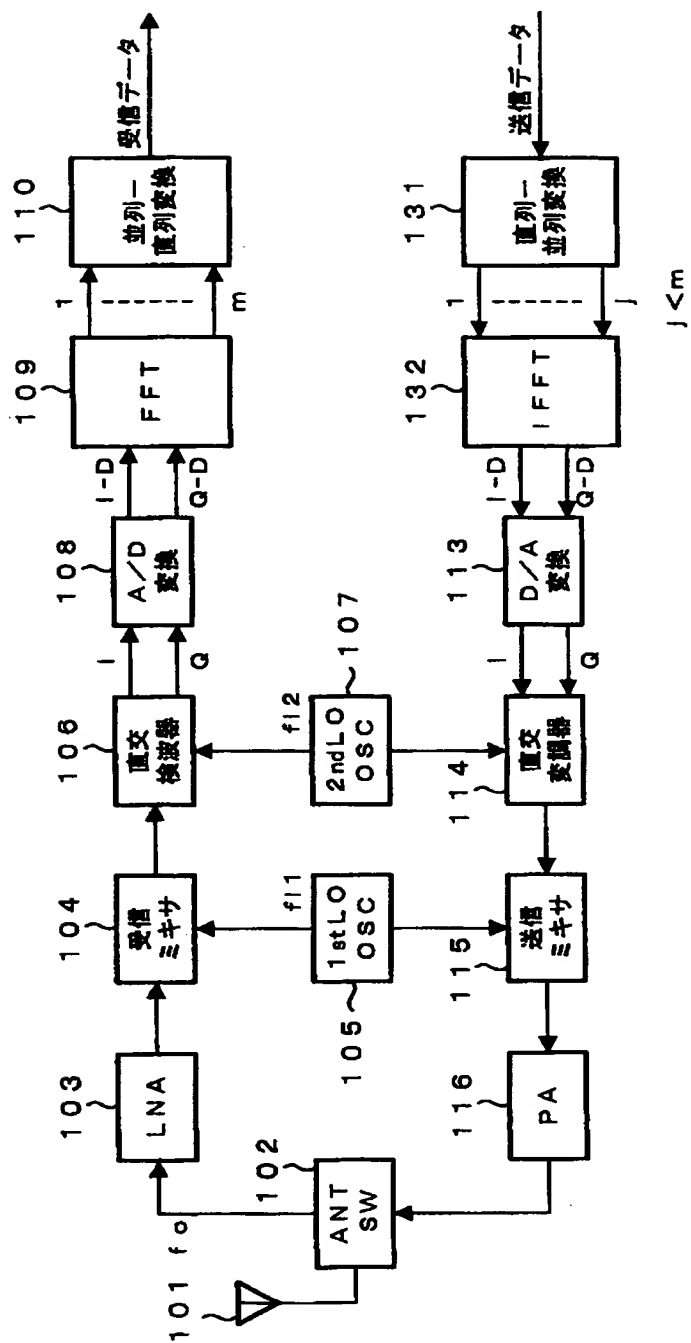 101
102
ANT
SW
fo
103
LNA
104
受信
ミキサ
fl1
105
1stLO
OSC
106
直交
検波器
fl2
107
2ndLO
OSC
I
Q
108
A/D
変換
I-D
Q-D
109
FFT
1
m
110
並列ー
直列変換
受信データ
送信データ
131
直列ー
並列変換
1
j
j<m
132
IFFT
I-D
Q-D
113
D/A
変換
I
Q
114
直交
変調器
115
送信
ミキサ
116
PA